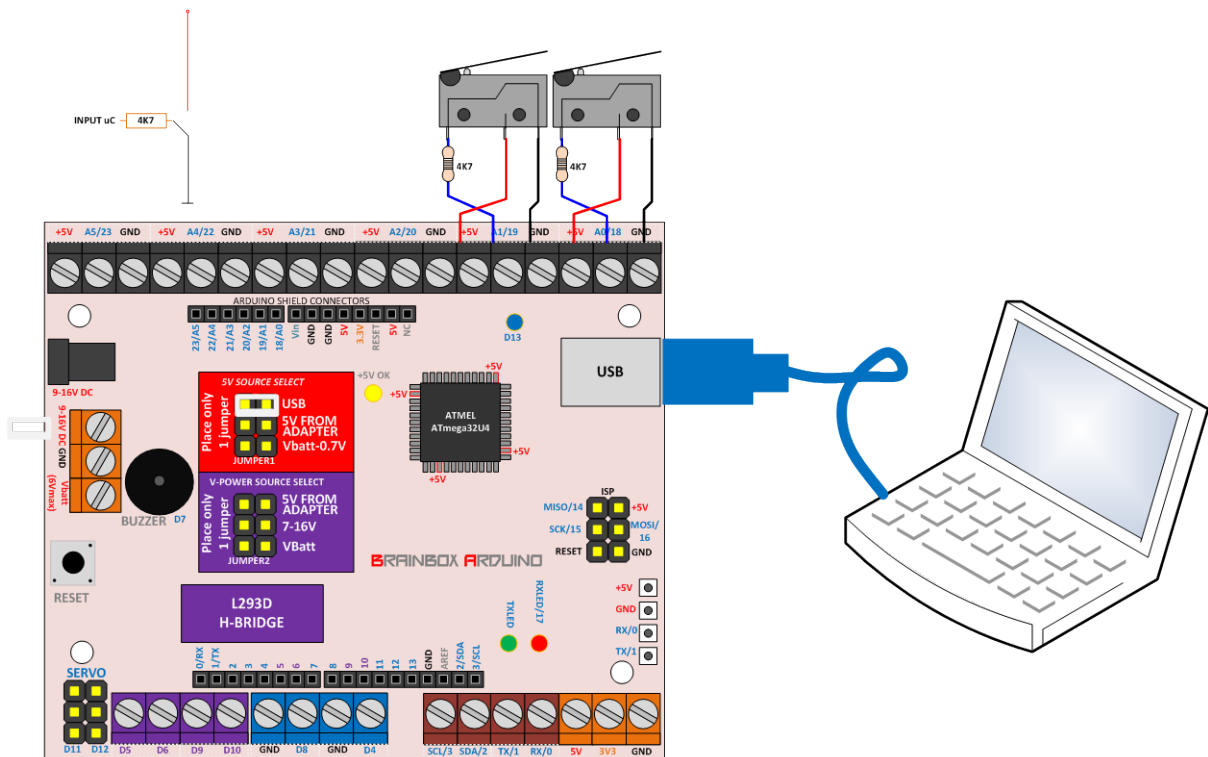 INPUT uC 4K7
4K7
4K7
+5V A5/23 GND +5V A4/22 GND +5V A3/21 GND +5V A2/20 GND +5V A1/19 GND +5V A0/18 GND
ARDUINO SHIELD CONNECTORS
23/A5
22/A4
21/A3
20/A2
19/A1
18/A0
Vin
GND
GND
5V
3.3V
RESET
5V
NC
D13
9-16V DC
5V SOURCE SELECT
Place only
1 jumper
USB
5V FROM
ADAPTER
Vbatt-0.7V
JUMPER1
+5V OK
+5V
+5V
ATMEL
ATmega32U4
+5V
+5V
USB
9-16V DC
GND
Vbatt
(6Vmax)
BUZZER
D7
V-POWER SOURCE SELECT
Place only
1 jumper
5V FROM
ADAPTER
7-16V
VBatt
JUMPER2
ISP
MISO/14
+5V
SCK/15
MOSI/
16
RESET
GND
BRAINBOX ARDUINO
RESET
L293D
H-BRIDGE
TXLED
RXLED/17
+5V
GND
RX/0
TX/1
SERVO
0/RX
1/TX
2
3
4
5
6
7
8
9
10
11
12
13
GND
AREF
2/SDA
3/SCL
D11 D12
D5 D6 D9 D10
GND D8 GND D4
SCL/3 SDA/2 TX/1 RX/0
5V 3V3 GND